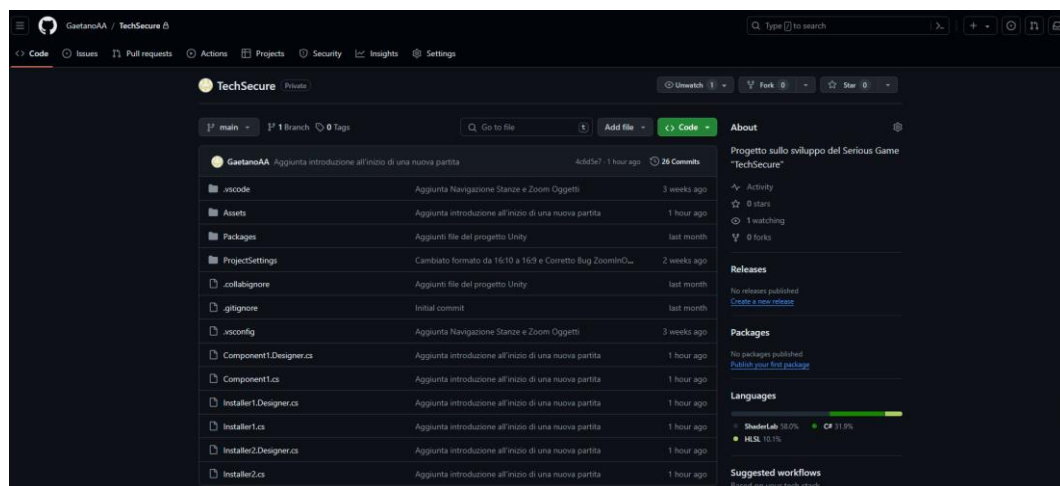 GaetanoAA / TechSecure
Type / to search
Code Issues Pull requests Actions Projects Security Insights Settings
TechSecure Private
Unwatch 1 Fork 0 Star 0
main 1 Branch 0 Tags
Go to file t Add file Code
GaetanoAA Aggiunta introduzione all'inizio di una nuova partita 1 hour ago 26 Commits
.vscode Aggiunta Navigazione Stanze e Zoom Oggetti 3 weeks ago
Assets Aggiunta introduzione all'inizio di una nuova partita 1 hour ago
Packages Aggiunti file del progetto Unity last month
ProjectSettings Cambiato formato da 16:10 a 16:9 e Corretto Bug ZoomInO... 2 weeks ago
.collabignore Aggiunti file del progetto Unity last month
.gitignore Initial commit last month
.vsconfig Aggiunta Navigazione Stanze e Zoom Oggetti 3 weeks ago
Component1.Designer.cs Aggiunta introduzione all'inizio di una nuova partita 1 hour ago
Component1.cs Aggiunta introduzione all'inizio di una nuova partita 1 hour ago
Installer1.Designer.cs Aggiunta introduzione all'inizio di una nuova partita 1 hour ago
Installer1.cs Aggiunta introduzione all'inizio di una nuova partita 1 hour ago
Installer2.Designer.cs Aggiunta introduzione all'inizio di una nuova partita 1 hour ago
Installer2.cs Aggiunta introduzione all'inizio di una nuova partita 1 hour ago
About
Progetto sullo sviluppo del Serious Game
"TechSecure"
Activity
0 stars
1 watching
0 forks
Releases
No releases published
Create a new release
Packages
No packages published
Publish your first package
Languages
ShaderLab 58.0% C# 31.9%
HLSL 10.1%
Suggested workflows
Based on your tech stack